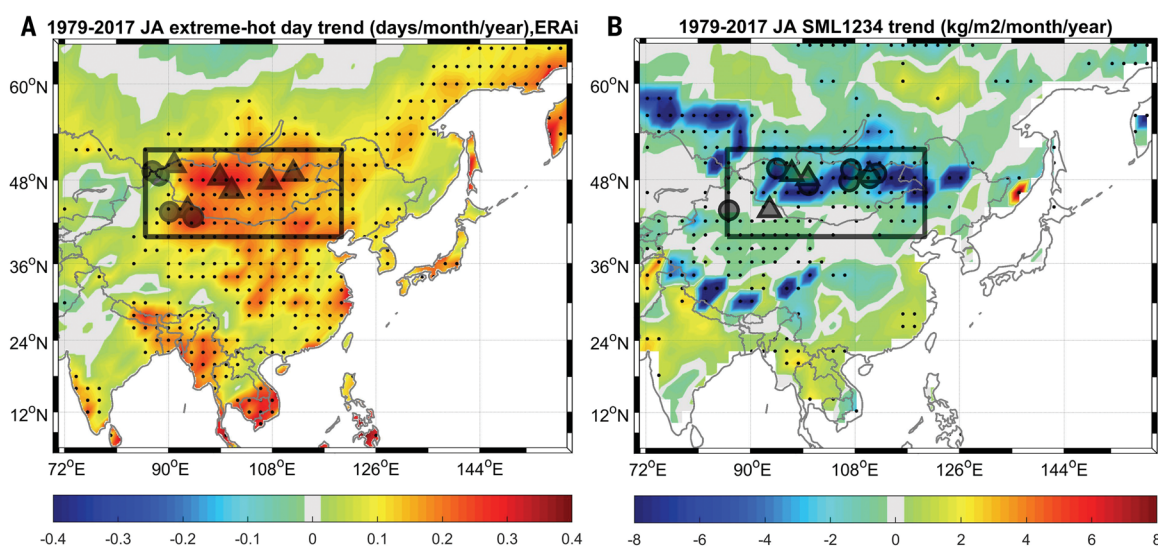 A 1979-2017 JA extreme-hot day trend (days/month/year),ERAi
60°N
48°N
36°N
24°N
12°N
72°E 90°E 108°E 126°E 144°E
-0.4 -0.3 -0.2 -0.1 0 0.1 0.2 0.3 0.4
B 1979-2017 JA SML1234 trend (kg/m2/month/year)
60°N
48°N
36°N
24°N
12°N
72°E 90°E 108°E 126°E 144°E
-8 -6 -4 -2 0 2 4 6 8